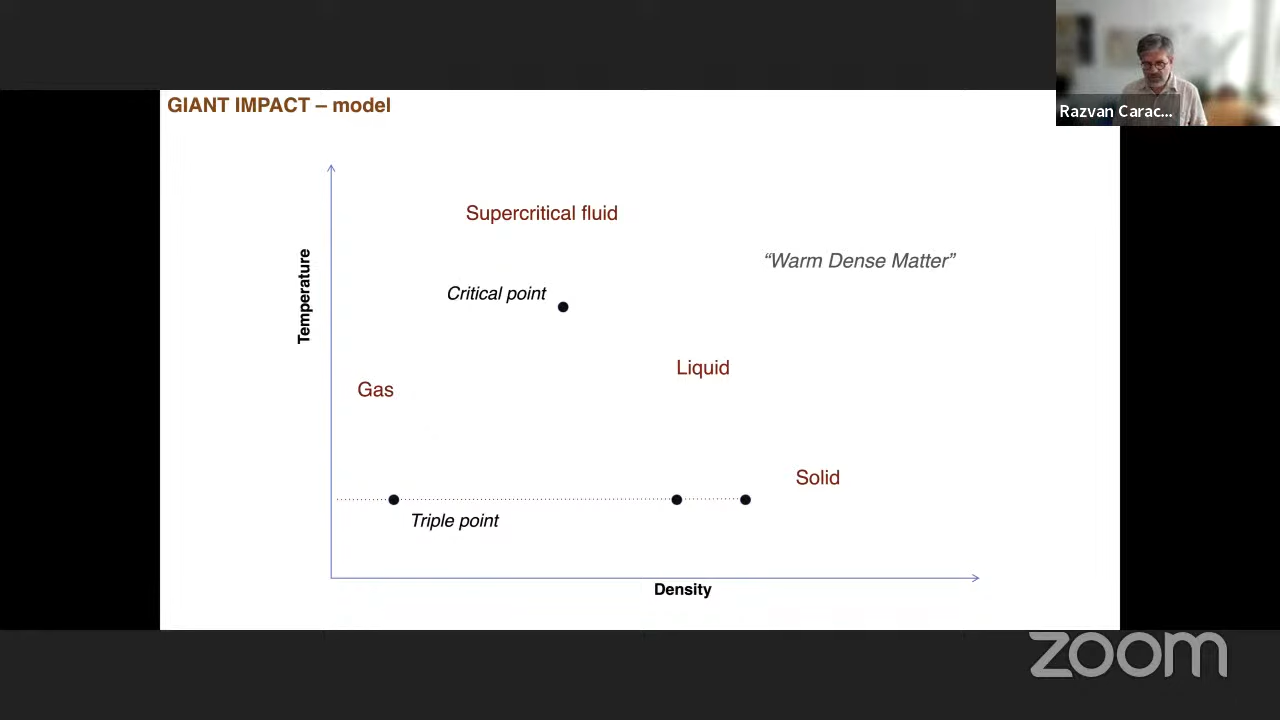 Razvan Carac...
GIANT IMPACT – model
Supercritical fluid
“Warm Dense Matter”
Critical point
Temperature
Liquid
Gas
Solid
Triple point
Density
zoom